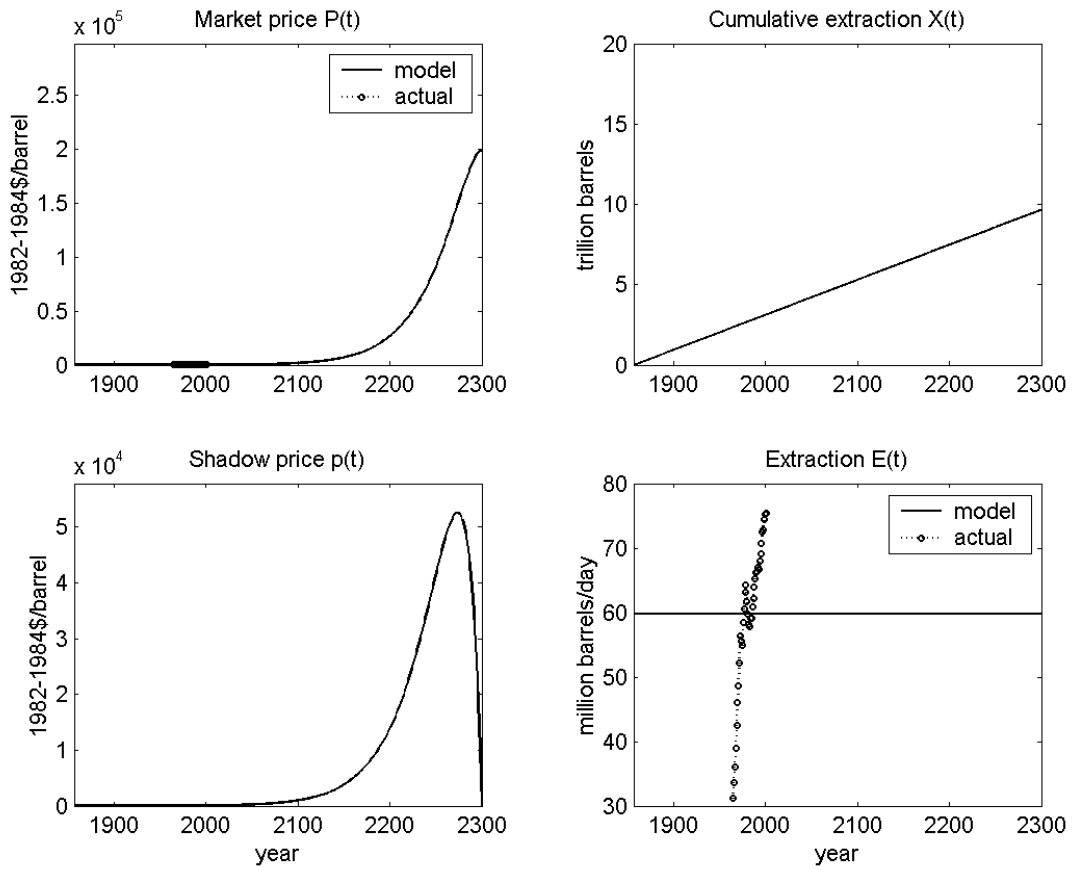 Market price P(t)
x 10^5
1982-1984$/barrel
2.5
2
1.5
1
0.5
0
1900 2000 2100 2200 2300
model
actual
Cumulative extraction X(t)
trillion barrels
20
15
10
5
0
1900 2000 2100 2200 2300
Shadow price p(t)
x 10^4
1982-1984$/barrel
5
4
3
2
1
0
1900 2000 2100 2200 2300
year
Extraction E(t)
million barrels/day
80
70
60
50
40
30
1900 2000 2100 2200 2300
year
model
actual